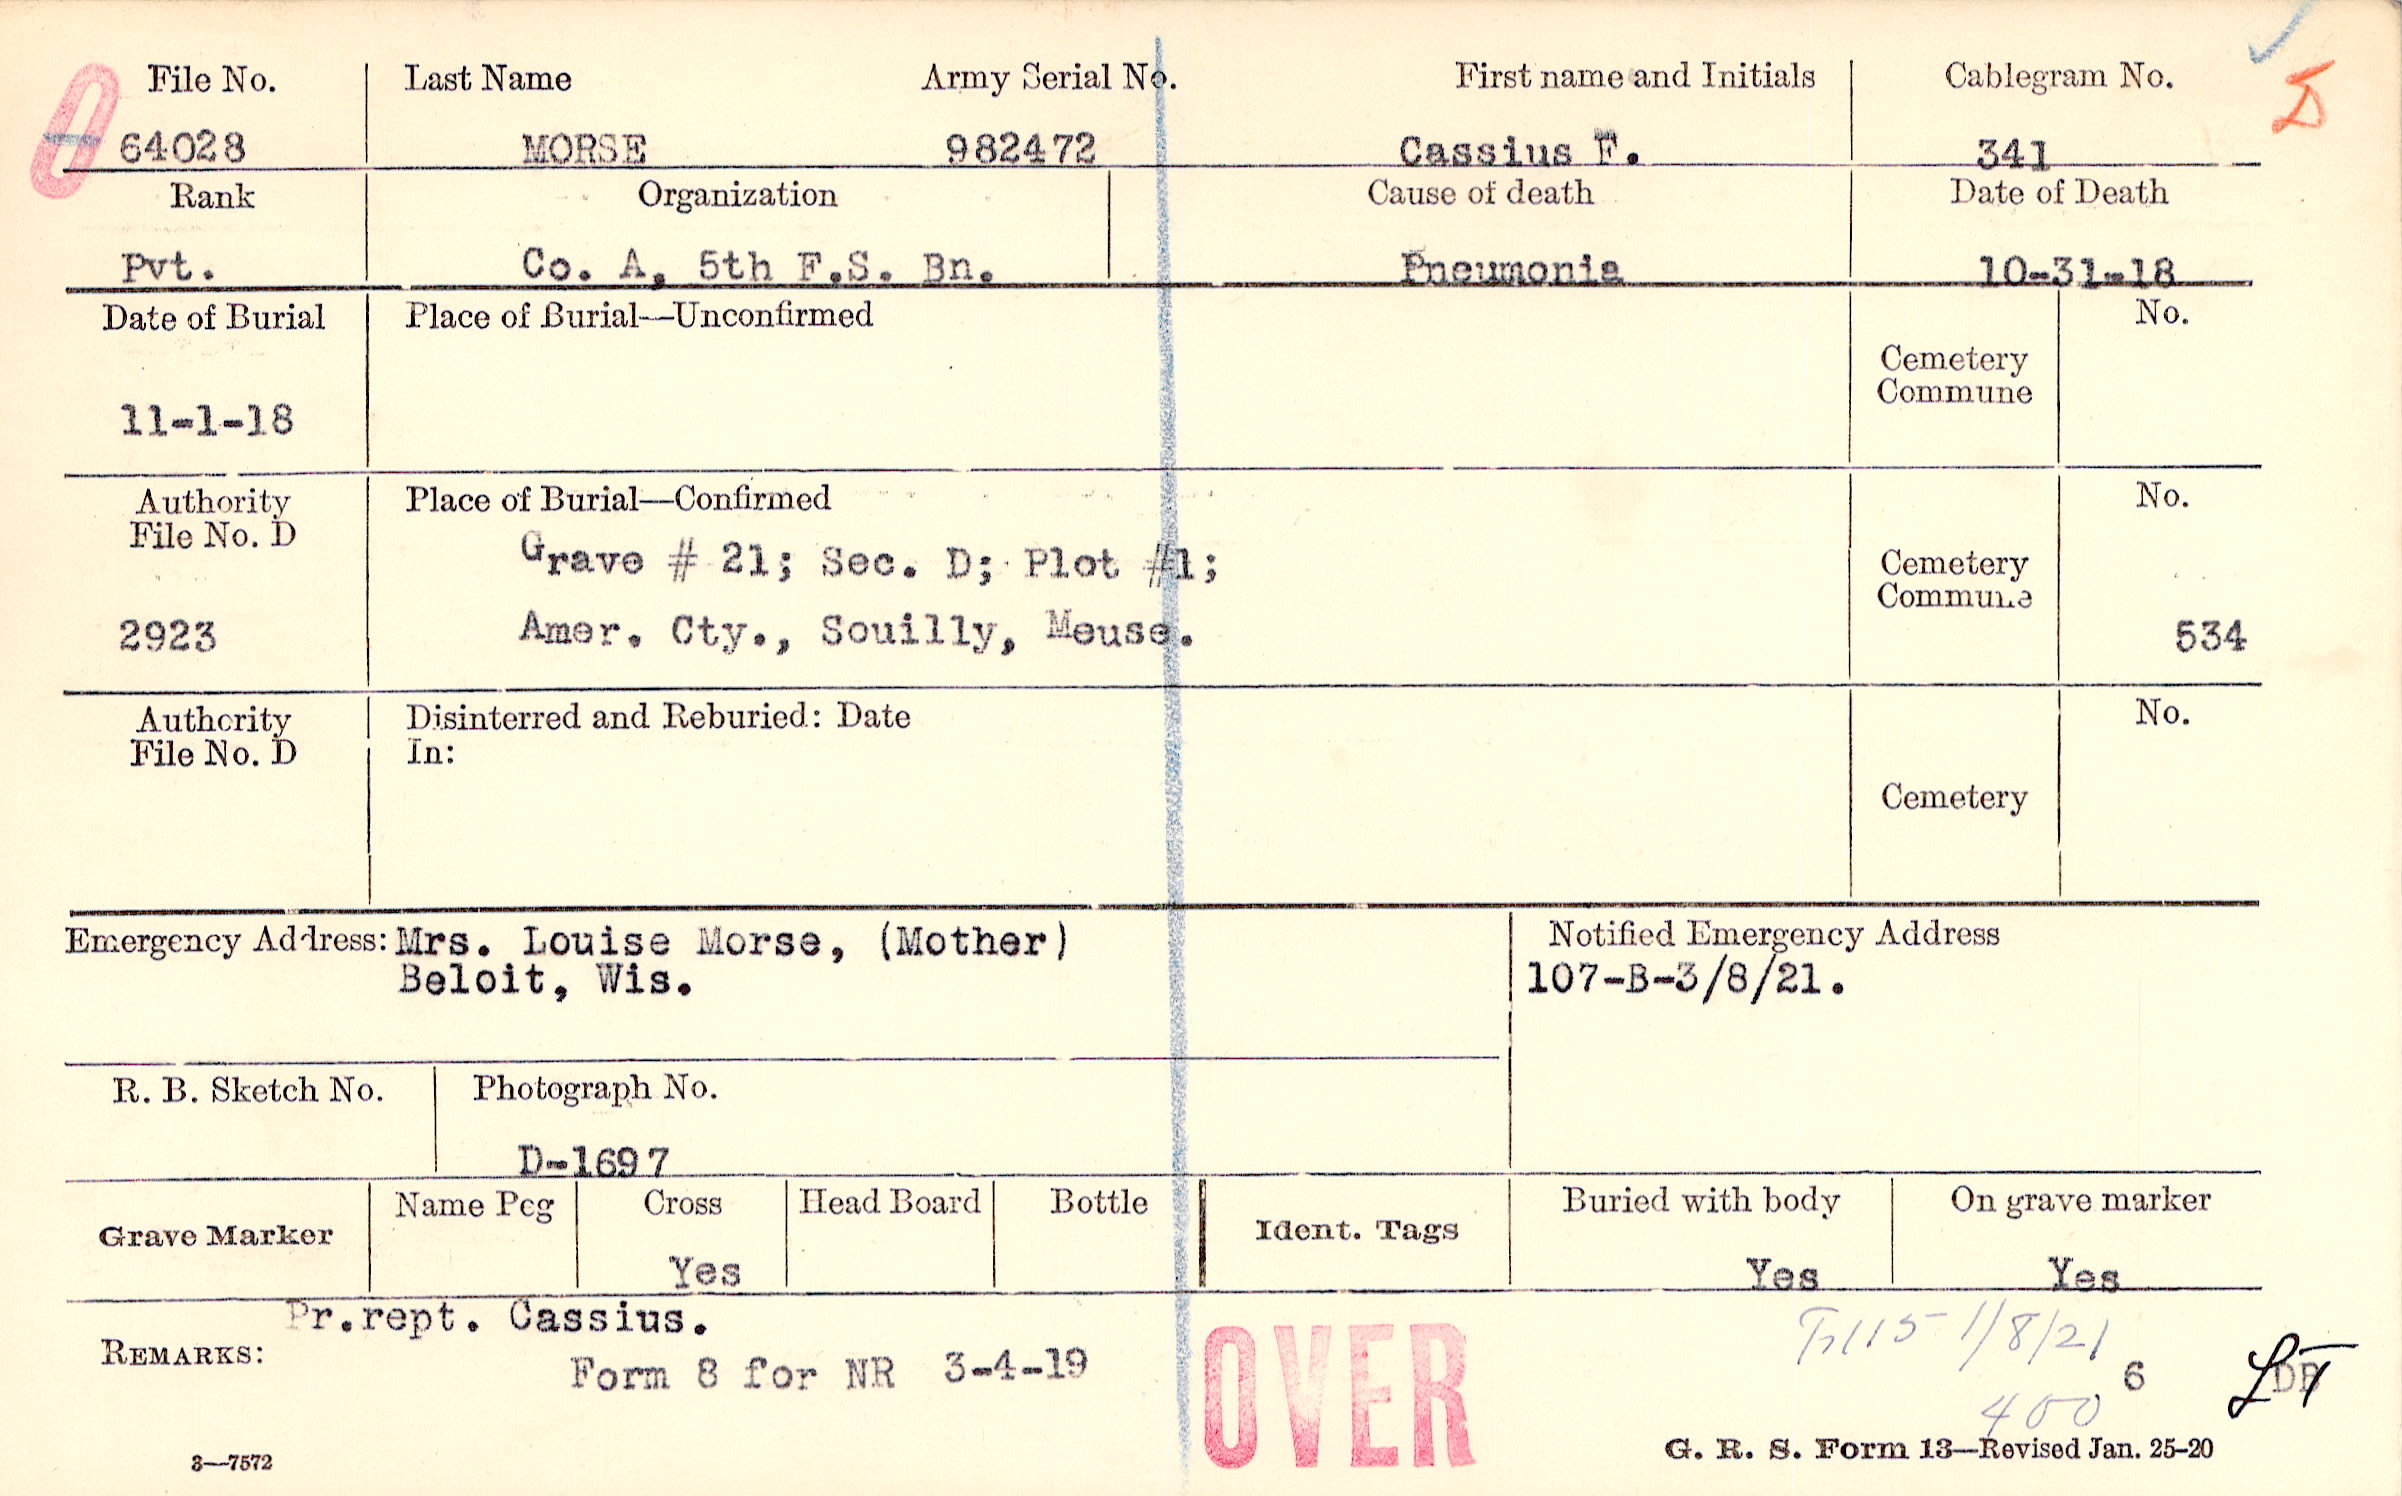 File No. Last Name Army Serial No. First name and Initials Cablegram No.
64028 MORSE 982472 Cassius F. 341
Rank Organization Cause of death Date of Death
Pvt. Co. A, 5th F.S. Bn. Pneumonia 10-31-18
Date of Burial Place of Burial—Unconfirmed No.
Cemetery
Commune
11-1-18
Authority Place of Burial—Confirmed No.
File No. D
Grave # 21; Sec. D; Plot #1; Cemetery
Commune
2923 Amer. Cty., Souilly, Meuse. 534
Authority Disinterred and Reburied: Date No.
File No. D In:
Cemetery
Emergency Address: Mrs. Louise Morse, (Mother) Notified Emergency Address
Beloit, Wis. 107-B-3/8/21.
R. B. Sketch No. Photograph No.
D-1697
Name Peg Cross Head Board Bottle Buried with body On grave marker
Grave Marker Ident. Tags
Yes Yes Yes
Pr.rept. Cassius.
REMARKS:
Form 8 for NR 3-4-19 OVER 1/8/21
6
400
3—7572 G. R. S. Form 13—Revised Jan. 25-20